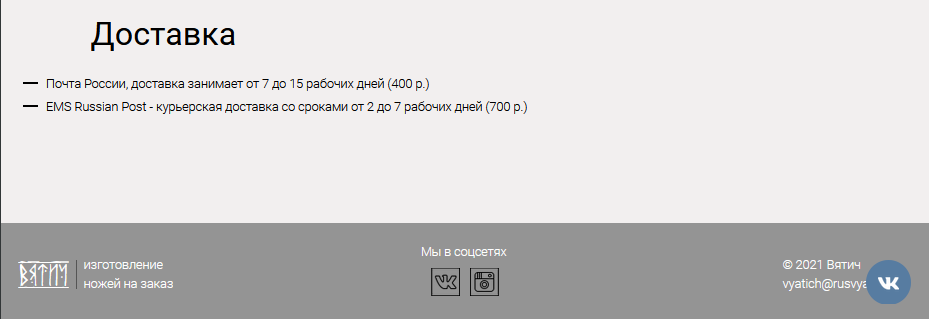 Доставка
Почта России, доставка занимает от 7 до 15 рабочих дней (400 р.)
EMS Russian Post - курьерская доставка со сроками от 2 до 7 рабочих дней (700 р.)
Мы в соцсетях
ВЯТИЧ
изготовление
ножей на заказ
© 2021 Вятич
vyatich@rusvya